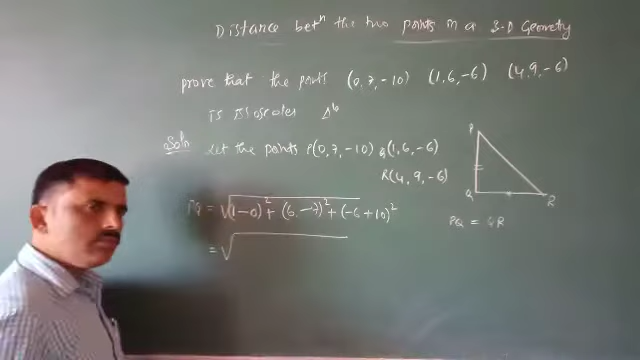 Distance betⁿ the two points in a 3-D Geometry
prove that the points (0,7,-10) (1,6,-6) (4,9,-6)
is Isoscales Δle
Soln Let the points P(0,7,-10) Q(1,6,-6)
R(4,9,-6)
P
Q
R
PQ = √(1-0)² + (6-7)² + (-6+10)²
PQ = QR
= √